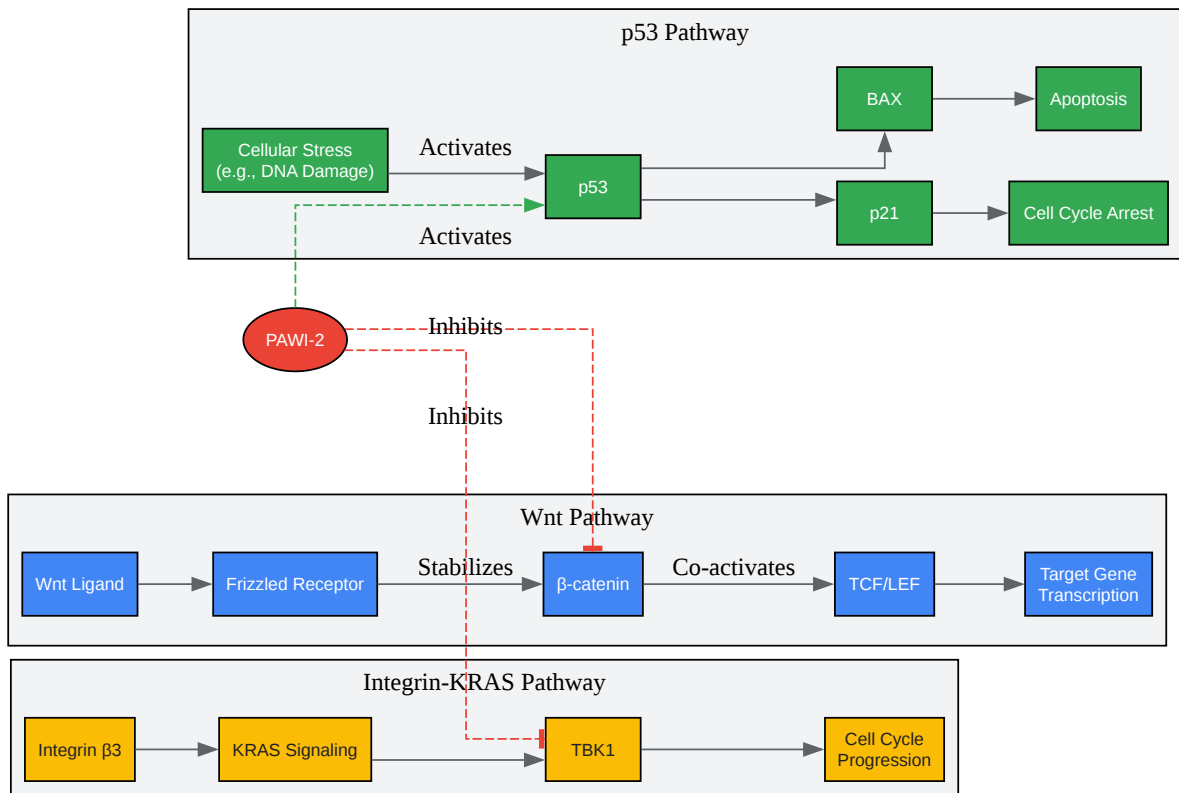 p53 Pathway
BAX
Apoptosis
Cellular Stress
(e.g., DNA Damage)
Activates
p53
p21
Cell Cycle Arrest
Activates
PAWI-2
Inhibits
Inhibits
Wnt Pathway
Wnt Ligand
Frizzled Receptor
Stabilizes
β-catenin
Co-activates
TCF/LEF
Target Gene
Transcription
Integrin-KRAS Pathway
Integrin β3
KRAS Signaling
TBK1
Cell Cycle
Progression